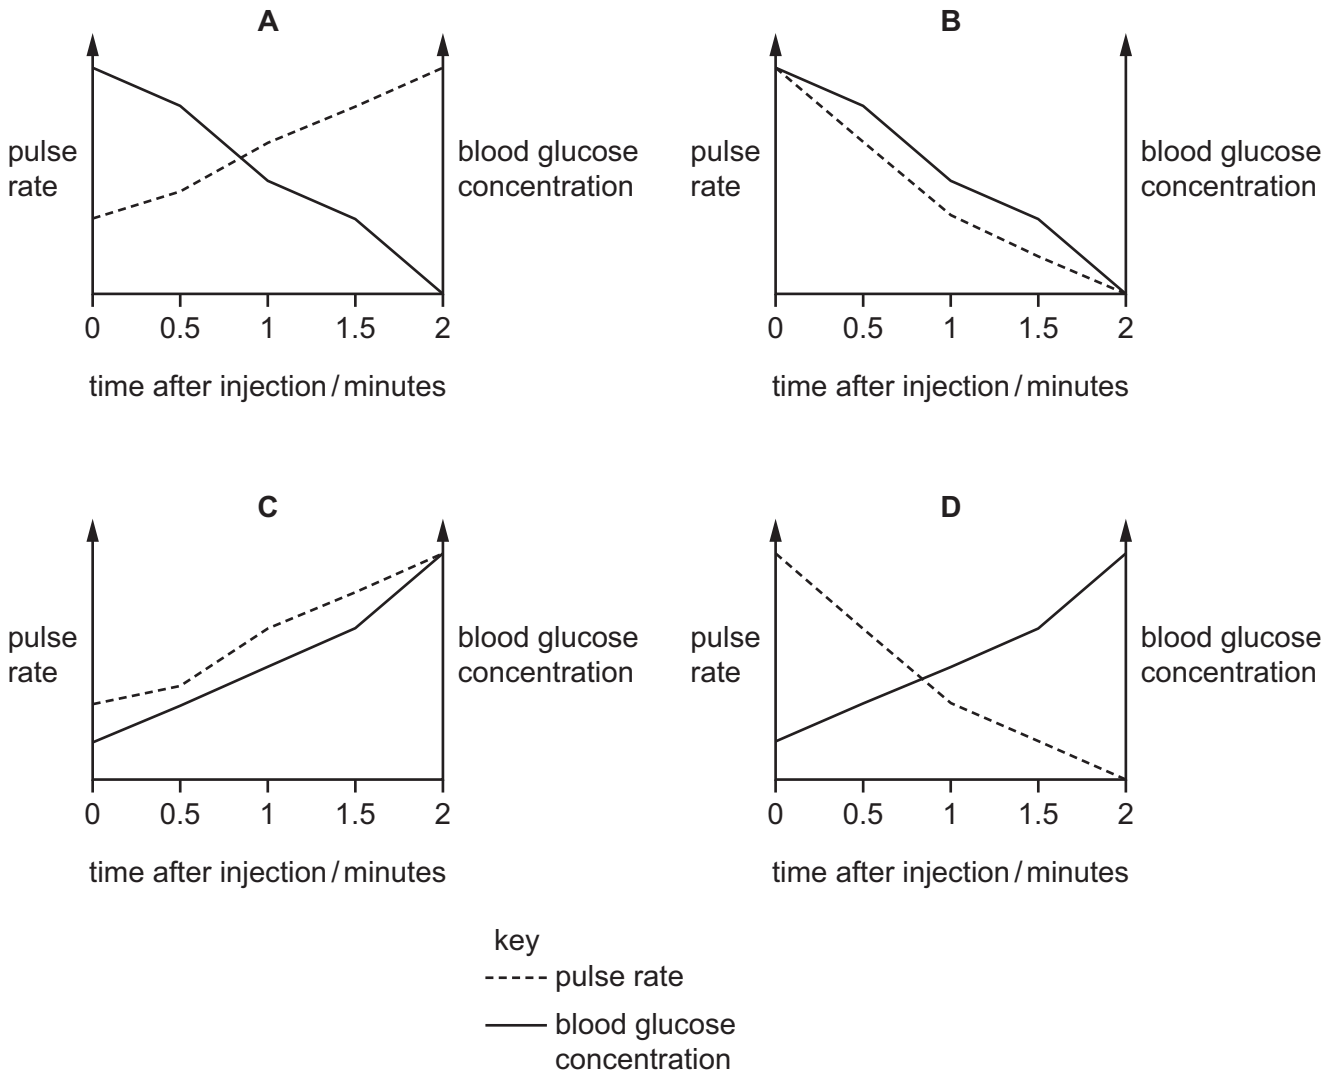 A
pulse
rate
blood glucose
concentration
0 0.5 1 1.5 2
time after injection / minutes
B
pulse
rate
blood glucose
concentration
0 0.5 1 1.5 2
time after injection / minutes
C
pulse
rate
blood glucose
concentration
0 0.5 1 1.5 2
time after injection / minutes
D
pulse
rate
blood glucose
concentration
0 0.5 1 1.5 2
time after injection / minutes
key
pulse rate
blood glucose
concentration